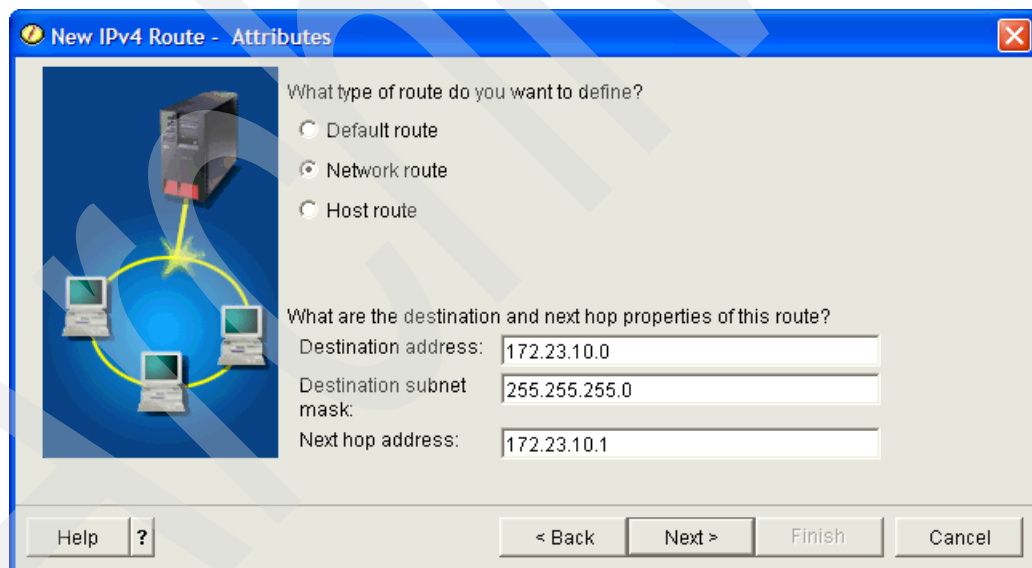 New IPv4 Route - Attributes
What type of route do you want to define?
Default route
Network route
Host route
What are the destination and next hop properties of this route?
Destination address: 172.23.10.0
Destination subnet mask: 255.255.255.0
Next hop address: 172.23.10.1
Help ? < Back Next > Finish Cancel